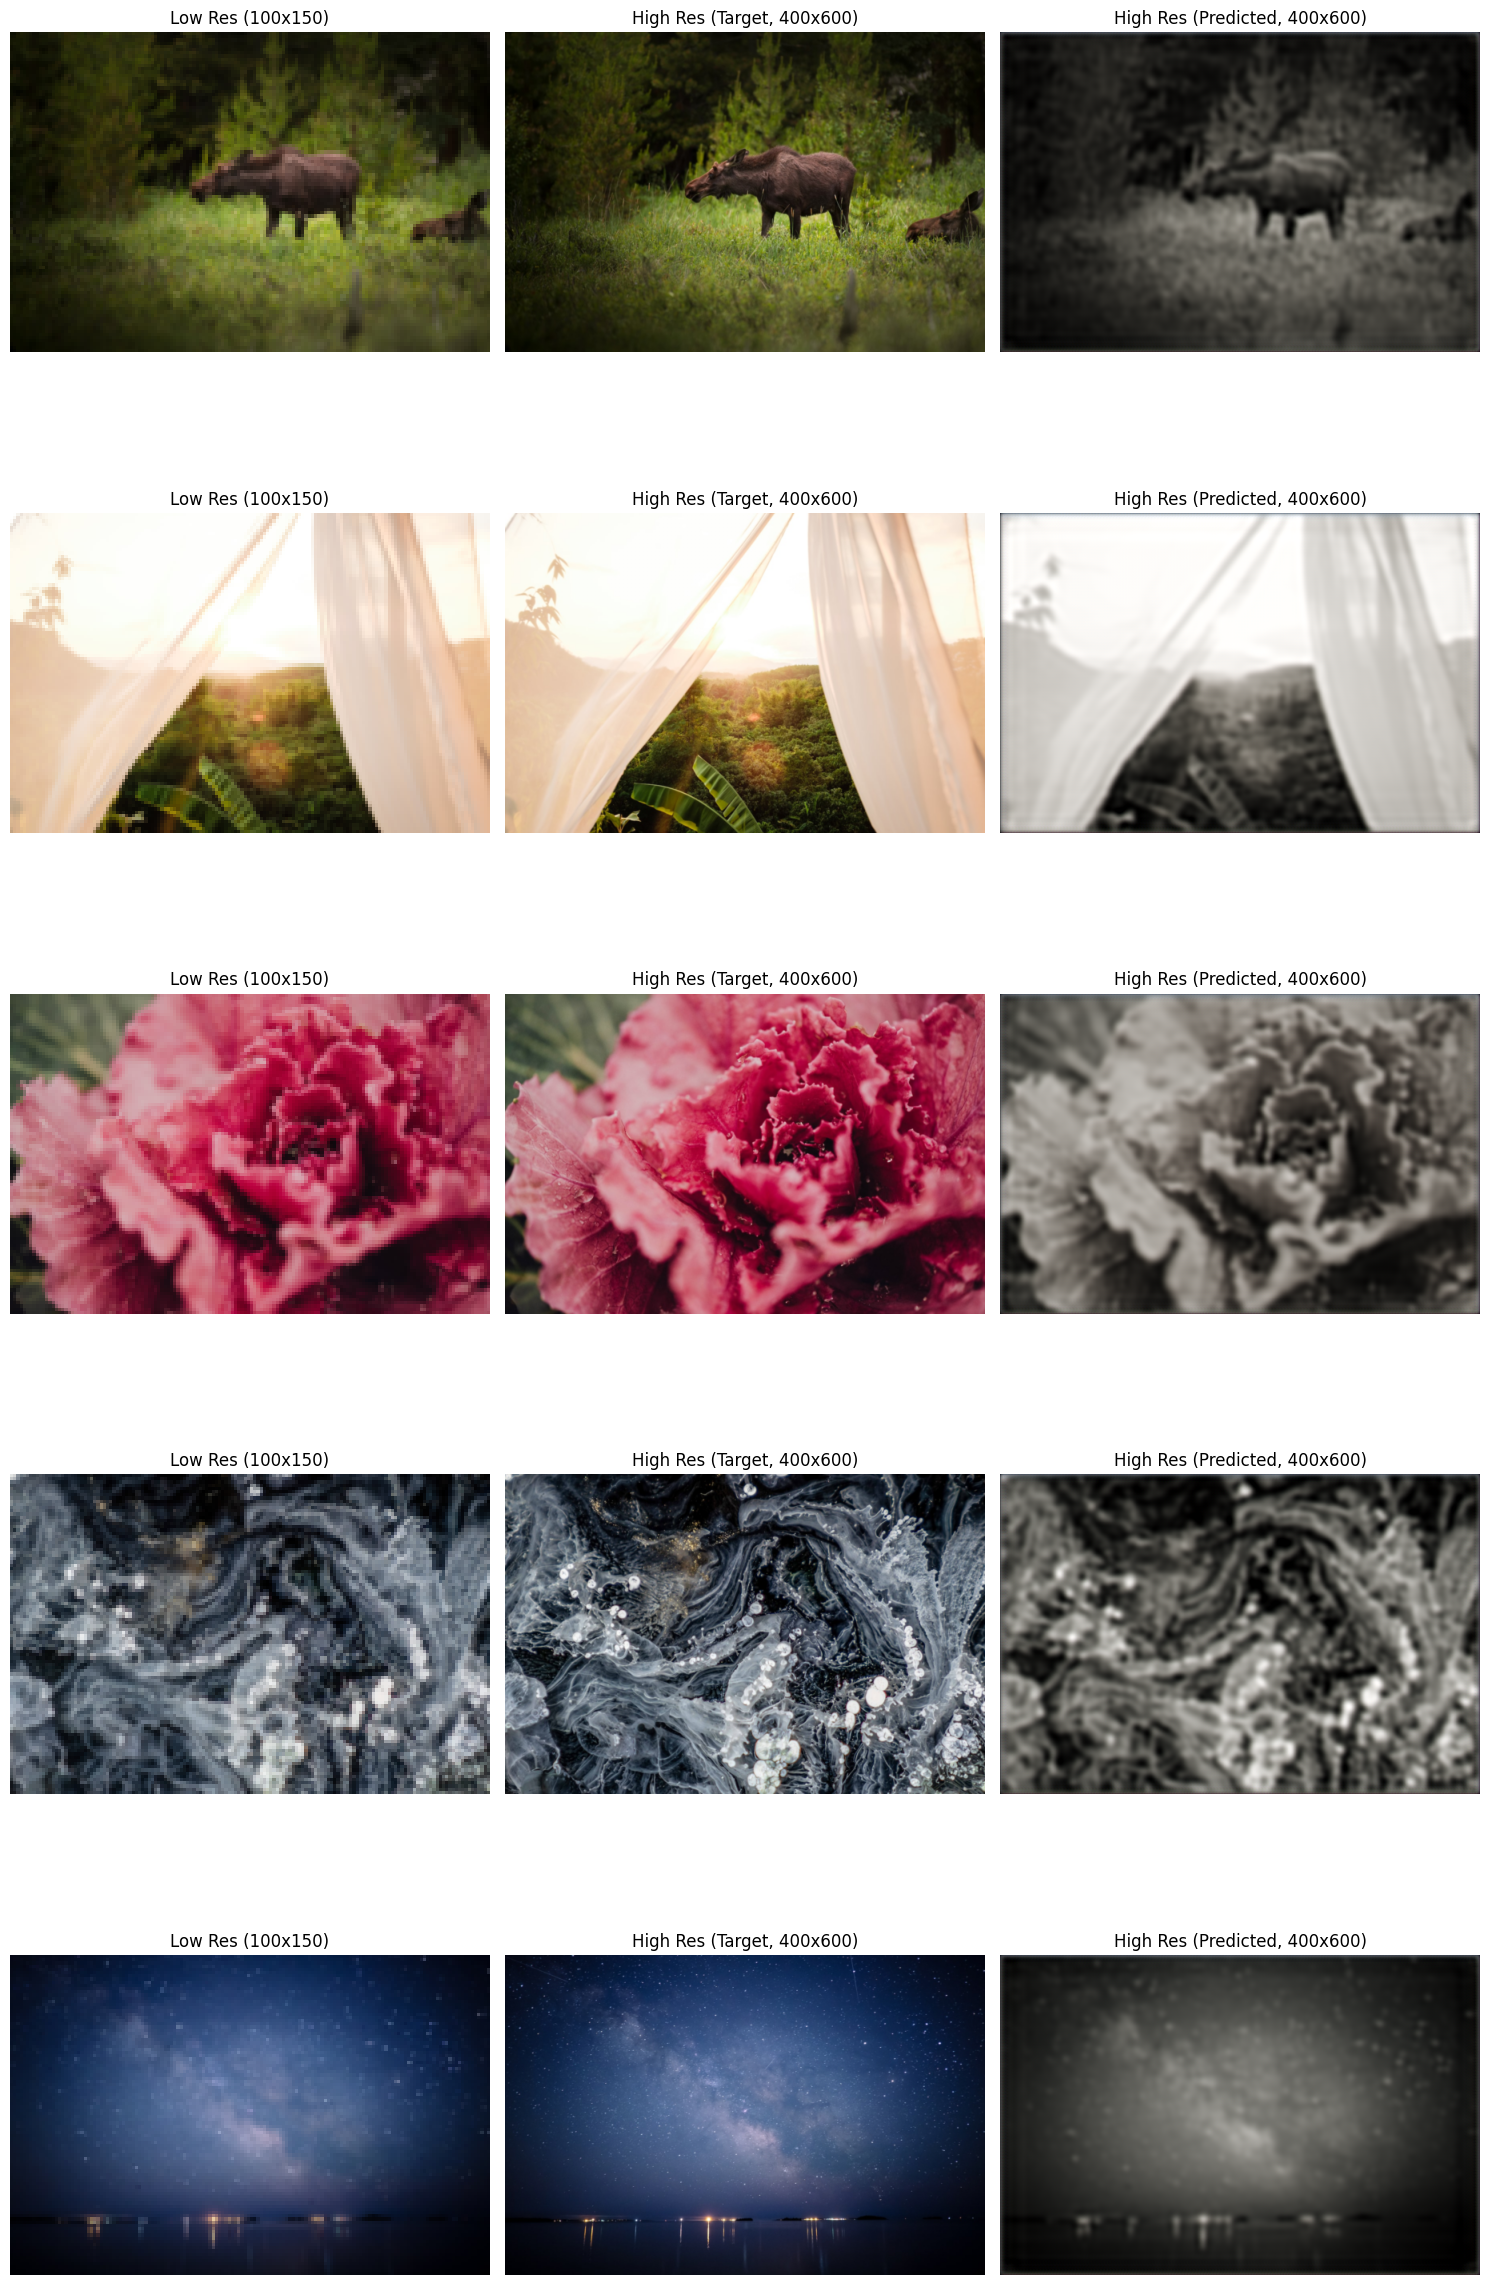 Low Res (100x150)
High Res (Target, 400x600)
High Res (Predicted, 400x600)
Low Res (100x150)
High Res (Target, 400x600)
High Res (Predicted, 400x600)
Low Res (100x150)
High Res (Target, 400x600)
High Res (Predicted, 400x600)
Low Res (100x150)
High Res (Target, 400x600)
High Res (Predicted, 400x600)
Low Res (100x150)
High Res (Target, 400x600)
High Res (Predicted, 400x600)